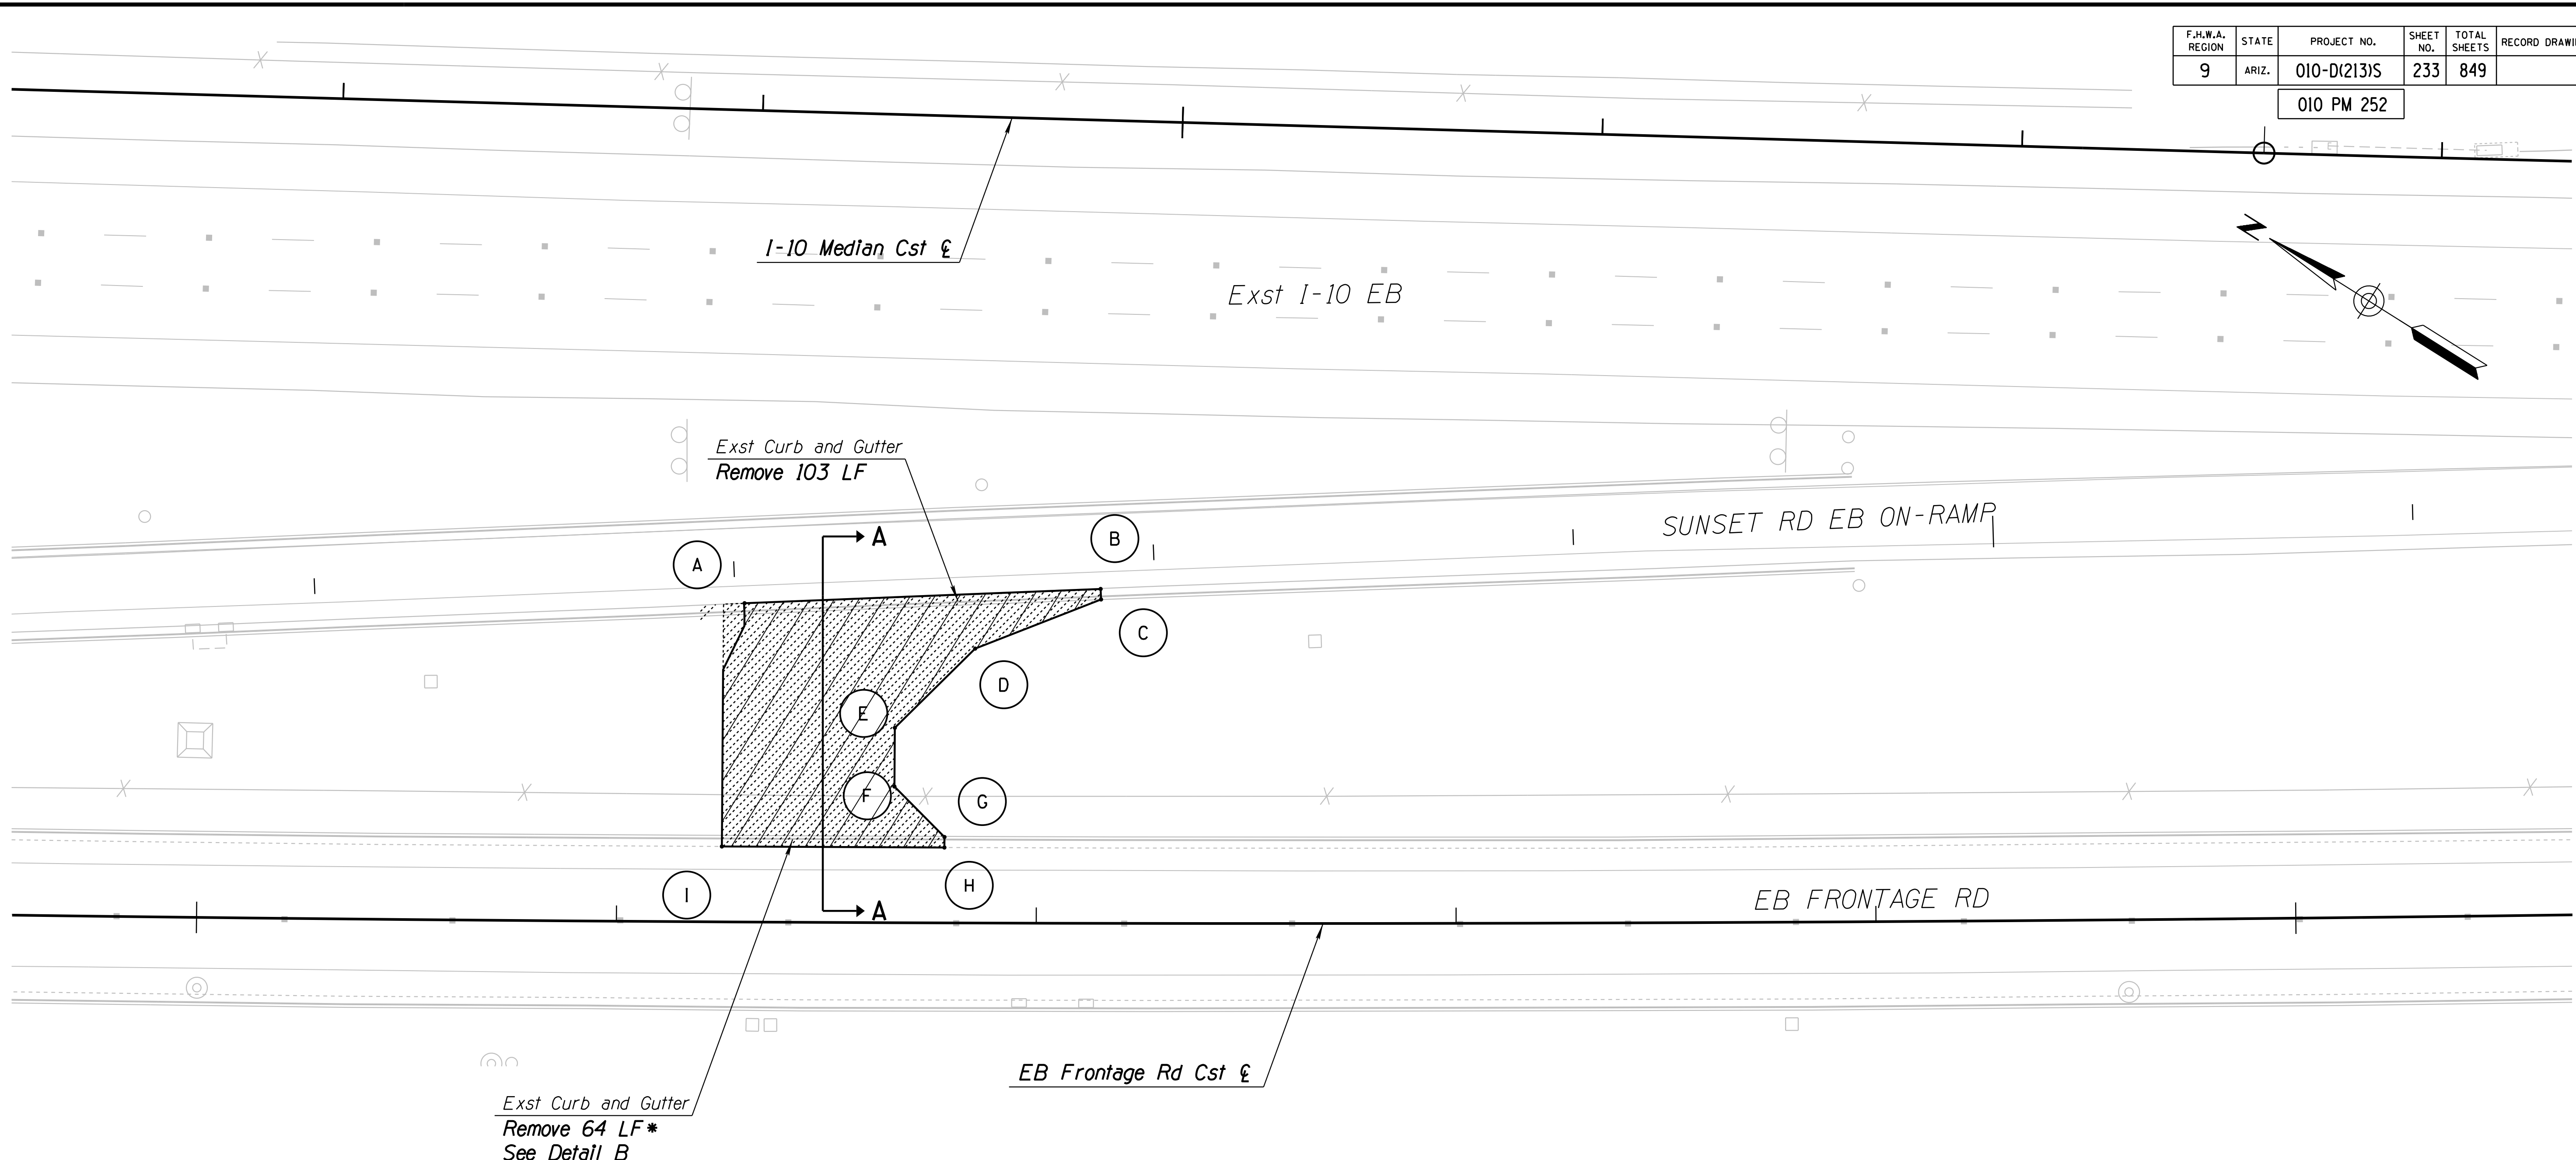 F.H.W.A. REGION
STATE
PROJECT NO.
SHEET NO.
TOTAL SHEETS
RECORD DRAWI
9
ARIZ.
010-D(213)S
233
849
010 PM 252
N
I-10 Median Cst ℄
Exst I-10 EB
Exst Curb and Gutter
Remove 103 LF
SUNSET RD EB ON-RAMP
A
B
A
C
D
E
F
G
H
I
A
EB FRONTAGE RD
EB Frontage Rd Cst ℄
Exst Curb and Gutter
Remove 64 LF*
See Detail B